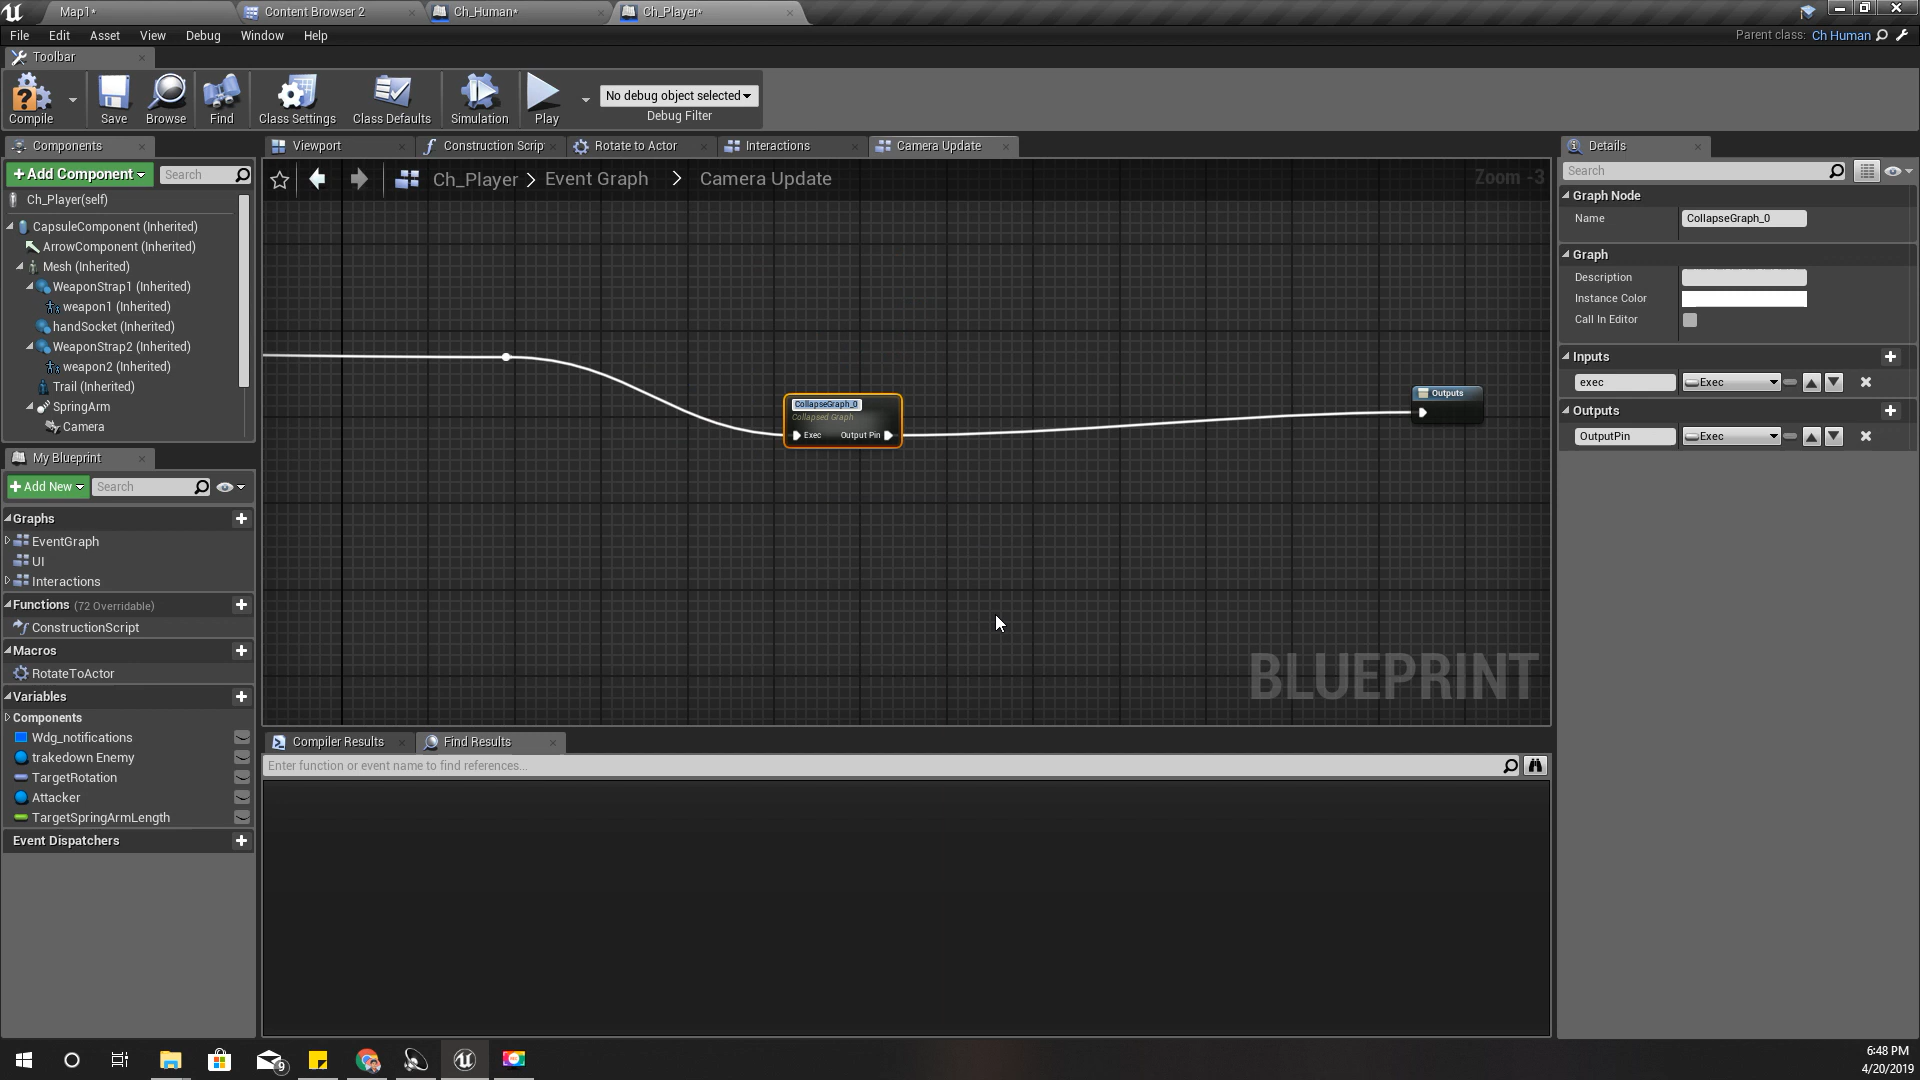 Map1*
Content Browser 2
Ch_Human*
Ch_Player*
File Edit Asset View Debug Window Help
Parent class: Ch Human
Toolbar
Compile
Save
Browse
Find
Class Settings
Class Defaults
Simulation
Play
No debug object selected
Debug Filter
Components
+Add Component
Search
Ch_Player(self)
CapsuleComponent (Inherited)
ArrowComponent (Inherited)
Mesh (Inherited)
WeaponStrap1 (Inherited)
weapon1 (Inherited)
handSocket (Inherited)
WeaponStrap2 (Inherited)
weapon2 (Inherited)
Trail (Inherited)
SpringArm
Camera
My Blueprint
+Add New
Search
Graphs
EventGraph
UI
Interactions
Functions (72 Overridable)
ConstructionScript
Macros
RotateToActor
Variables
Components
Wdg_notifications
trakedown Enemy
TargetRotation
Attacker
TargetSpringArmLength
Event Dispatchers
Viewport
Construction Scrip
Rotate to Actor
Interactions
Camera Update
Ch_Player > Event Graph > Camera Update
Zoom -3
CollapseGraph_0
Collapsed Graph
Exec Output Pin
Outputs
BLUEPRINT
Compiler Results
Find Results
Enter function or event name to find references...
Details
Search
Graph Node
Name CollapseGraph_0
Graph
Description
Instance Color
Call In Editor
Inputs
exec Exec
Outputs
OutputPin Exec
9
6:48 PM
4/20/2019